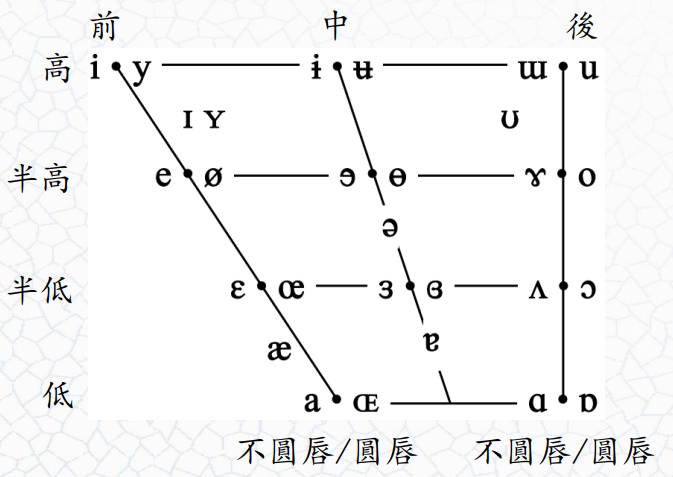 前 中 後
高 i y ɨ ʉ ɯ u
ɪ ʏ ʊ
半高 e ø ɘ ɵ ɤ o
ə
半低 ɛ œ ɜ ɞ ʌ ɔ
æ ɐ
低 a ɶ ɑ ɒ
不圓唇/圓唇 不圓唇/圓唇